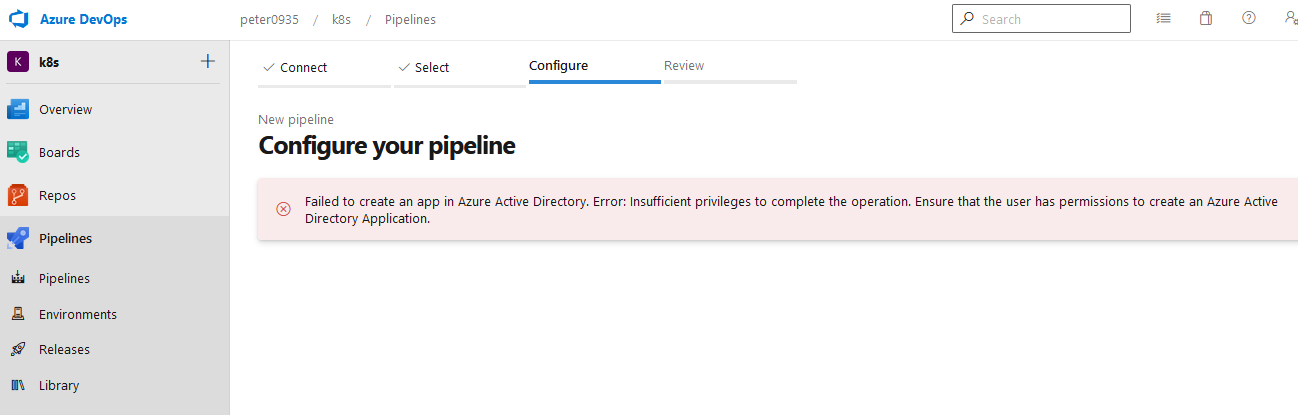 Azure DevOps
peter0935 / k8s / Pipelines
Search
K
k8s
Connect
Select
Configure
Review
Overview
Boards
Repos
Pipelines
Pipelines
Environments
Releases
Library
New pipeline
Configure your pipeline
Failed to create an app in Azure Active Directory. Error: Insufficient privileges to complete the operation. Ensure that the user has permissions to create an Azure Active
Directory Application.